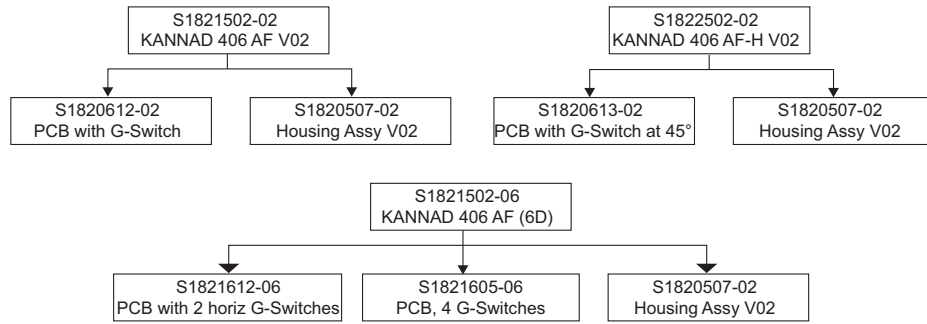 S1821502-02
KANNAD 406 AF V02
S1822502-02
KANNAD 406 AF-H V02
S1820612-02
PCB with G-Switch
S1820507-02
Housing Assy V02
S1820613-02
PCB with G-Switch at 45°
S1820507-02
Housing Assy V02
S1821502-06
KANNAD 406 AF (6D)
S1821612-06
PCB with 2 horiz G-Switches
S1821605-06
PCB, 4 G-Switches
S1820507-02
Housing Assy V02